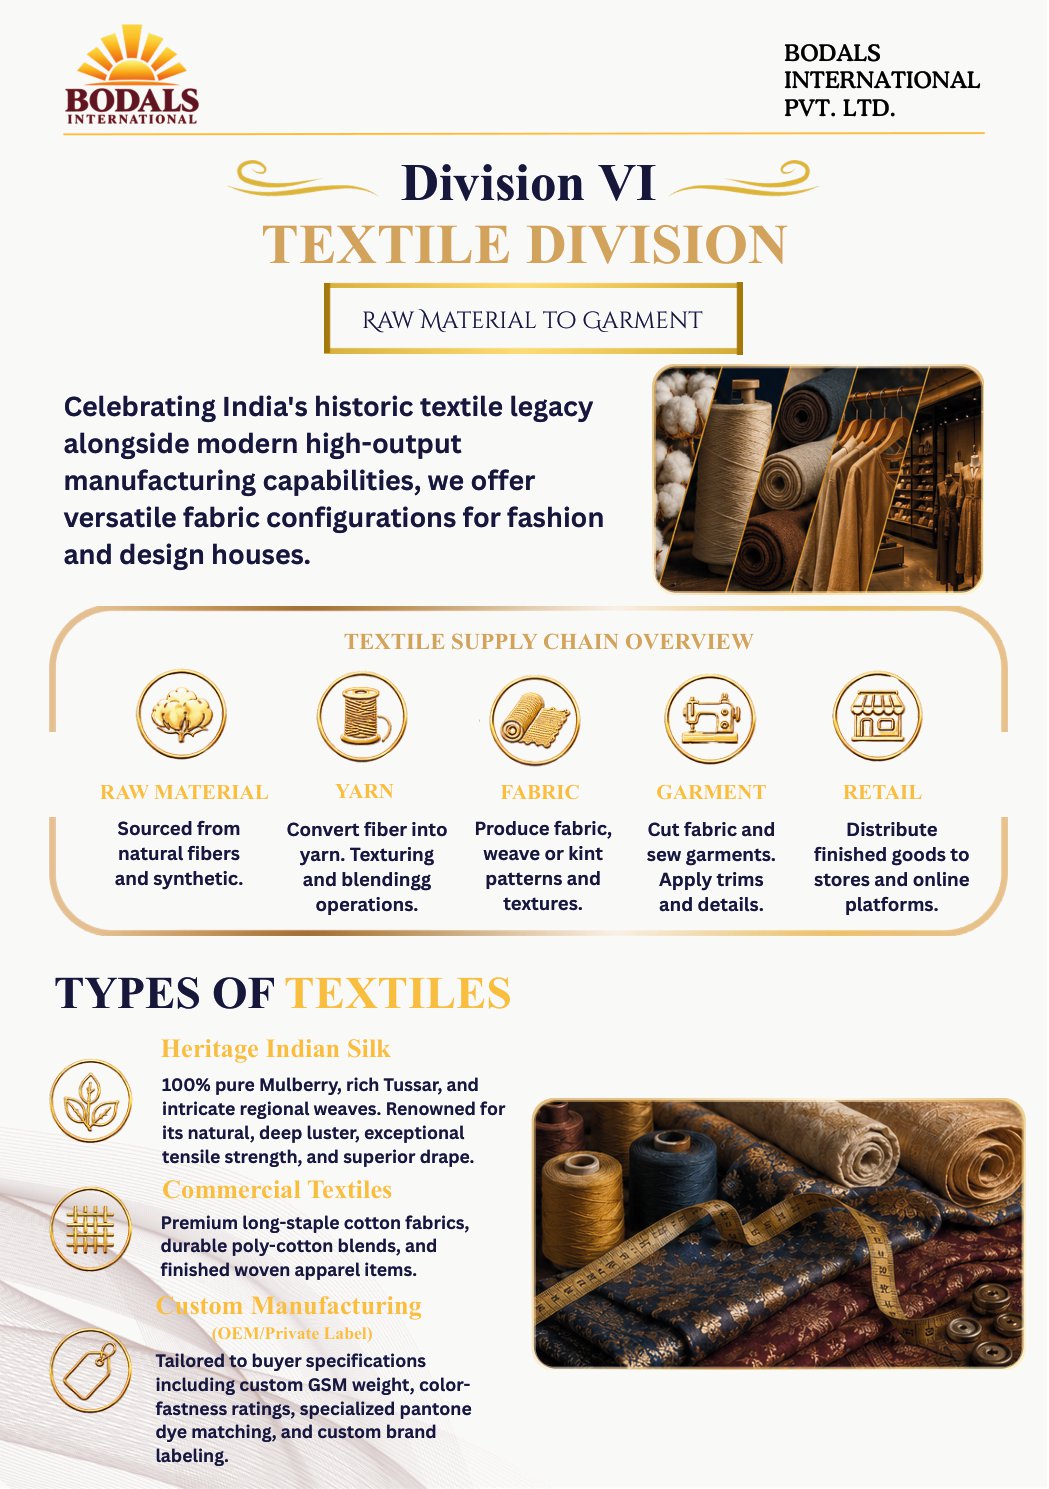 BODALS
INTERNATIONAL
BODALS
INTERNATIONAL
PVT. LTD.
Division VI
TEXTILE DIVISION
RAW MATERIAL TO GARMENT
Celebrating India's historic textile legacy
alongside modern high-output
manufacturing capabilities, we offer
versatile fabric configurations for fashion
and design houses.
TEXTILE SUPPLY CHAIN OVERVIEW
RAW MATERIAL
Sourced from
natural fibers
and synthetic.
YARN
Convert fiber into
yarn. Texturing
and blendingg
operations.
FABRIC
Produce fabric,
weave or kint
patterns and
textures.
GARMENT
Cut fabric and
sew garments.
Apply trims
and details.
RETAIL
Distribute
finished goods to
stores and online
platforms.
TYPES OF TEXTILES
Heritage Indian Silk
100% pure Mulberry, rich Tussar, and
intricate regional weaves. Renowned for
its natural, deep luster, exceptional
tensile strength, and superior drape.
Commercial Textiles
Premium long-staple cotton fabrics,
durable poly-cotton blends, and
finished woven apparel items.
Custom Manufacturing
(OEM/Private Label)
Tailored to buyer specifications
including custom GSM weight, color-
fastness ratings, specialized pantone
dye matching, and custom brand
labeling.